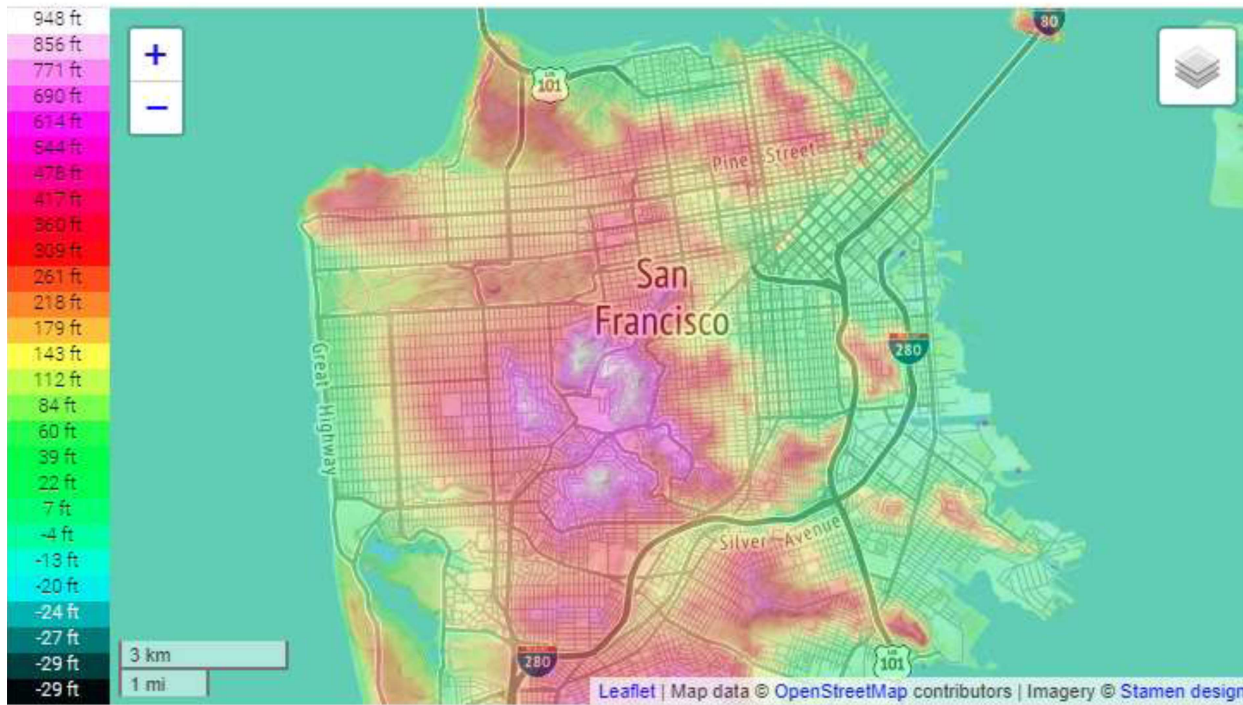 948 ft
856 ft
771 ft
690 ft
614 ft
544 ft
478 ft
417 ft
360 ft
309 ft
261 ft
218 ft
179 ft
143 ft
112 ft
84 ft
60 ft
39 ft
22 ft
7 ft
-4 ft
-13 ft
-20 ft
-24 ft
-27 ft
-29 ft
-29 ft
+
−
80
US
101
Pine Street
San
Francisco
Great Highway
280
Silver Avenue
280
US
101
3 km
1 mi
Leaflet | Map data © OpenStreetMap contributors | Imagery © Stamen design